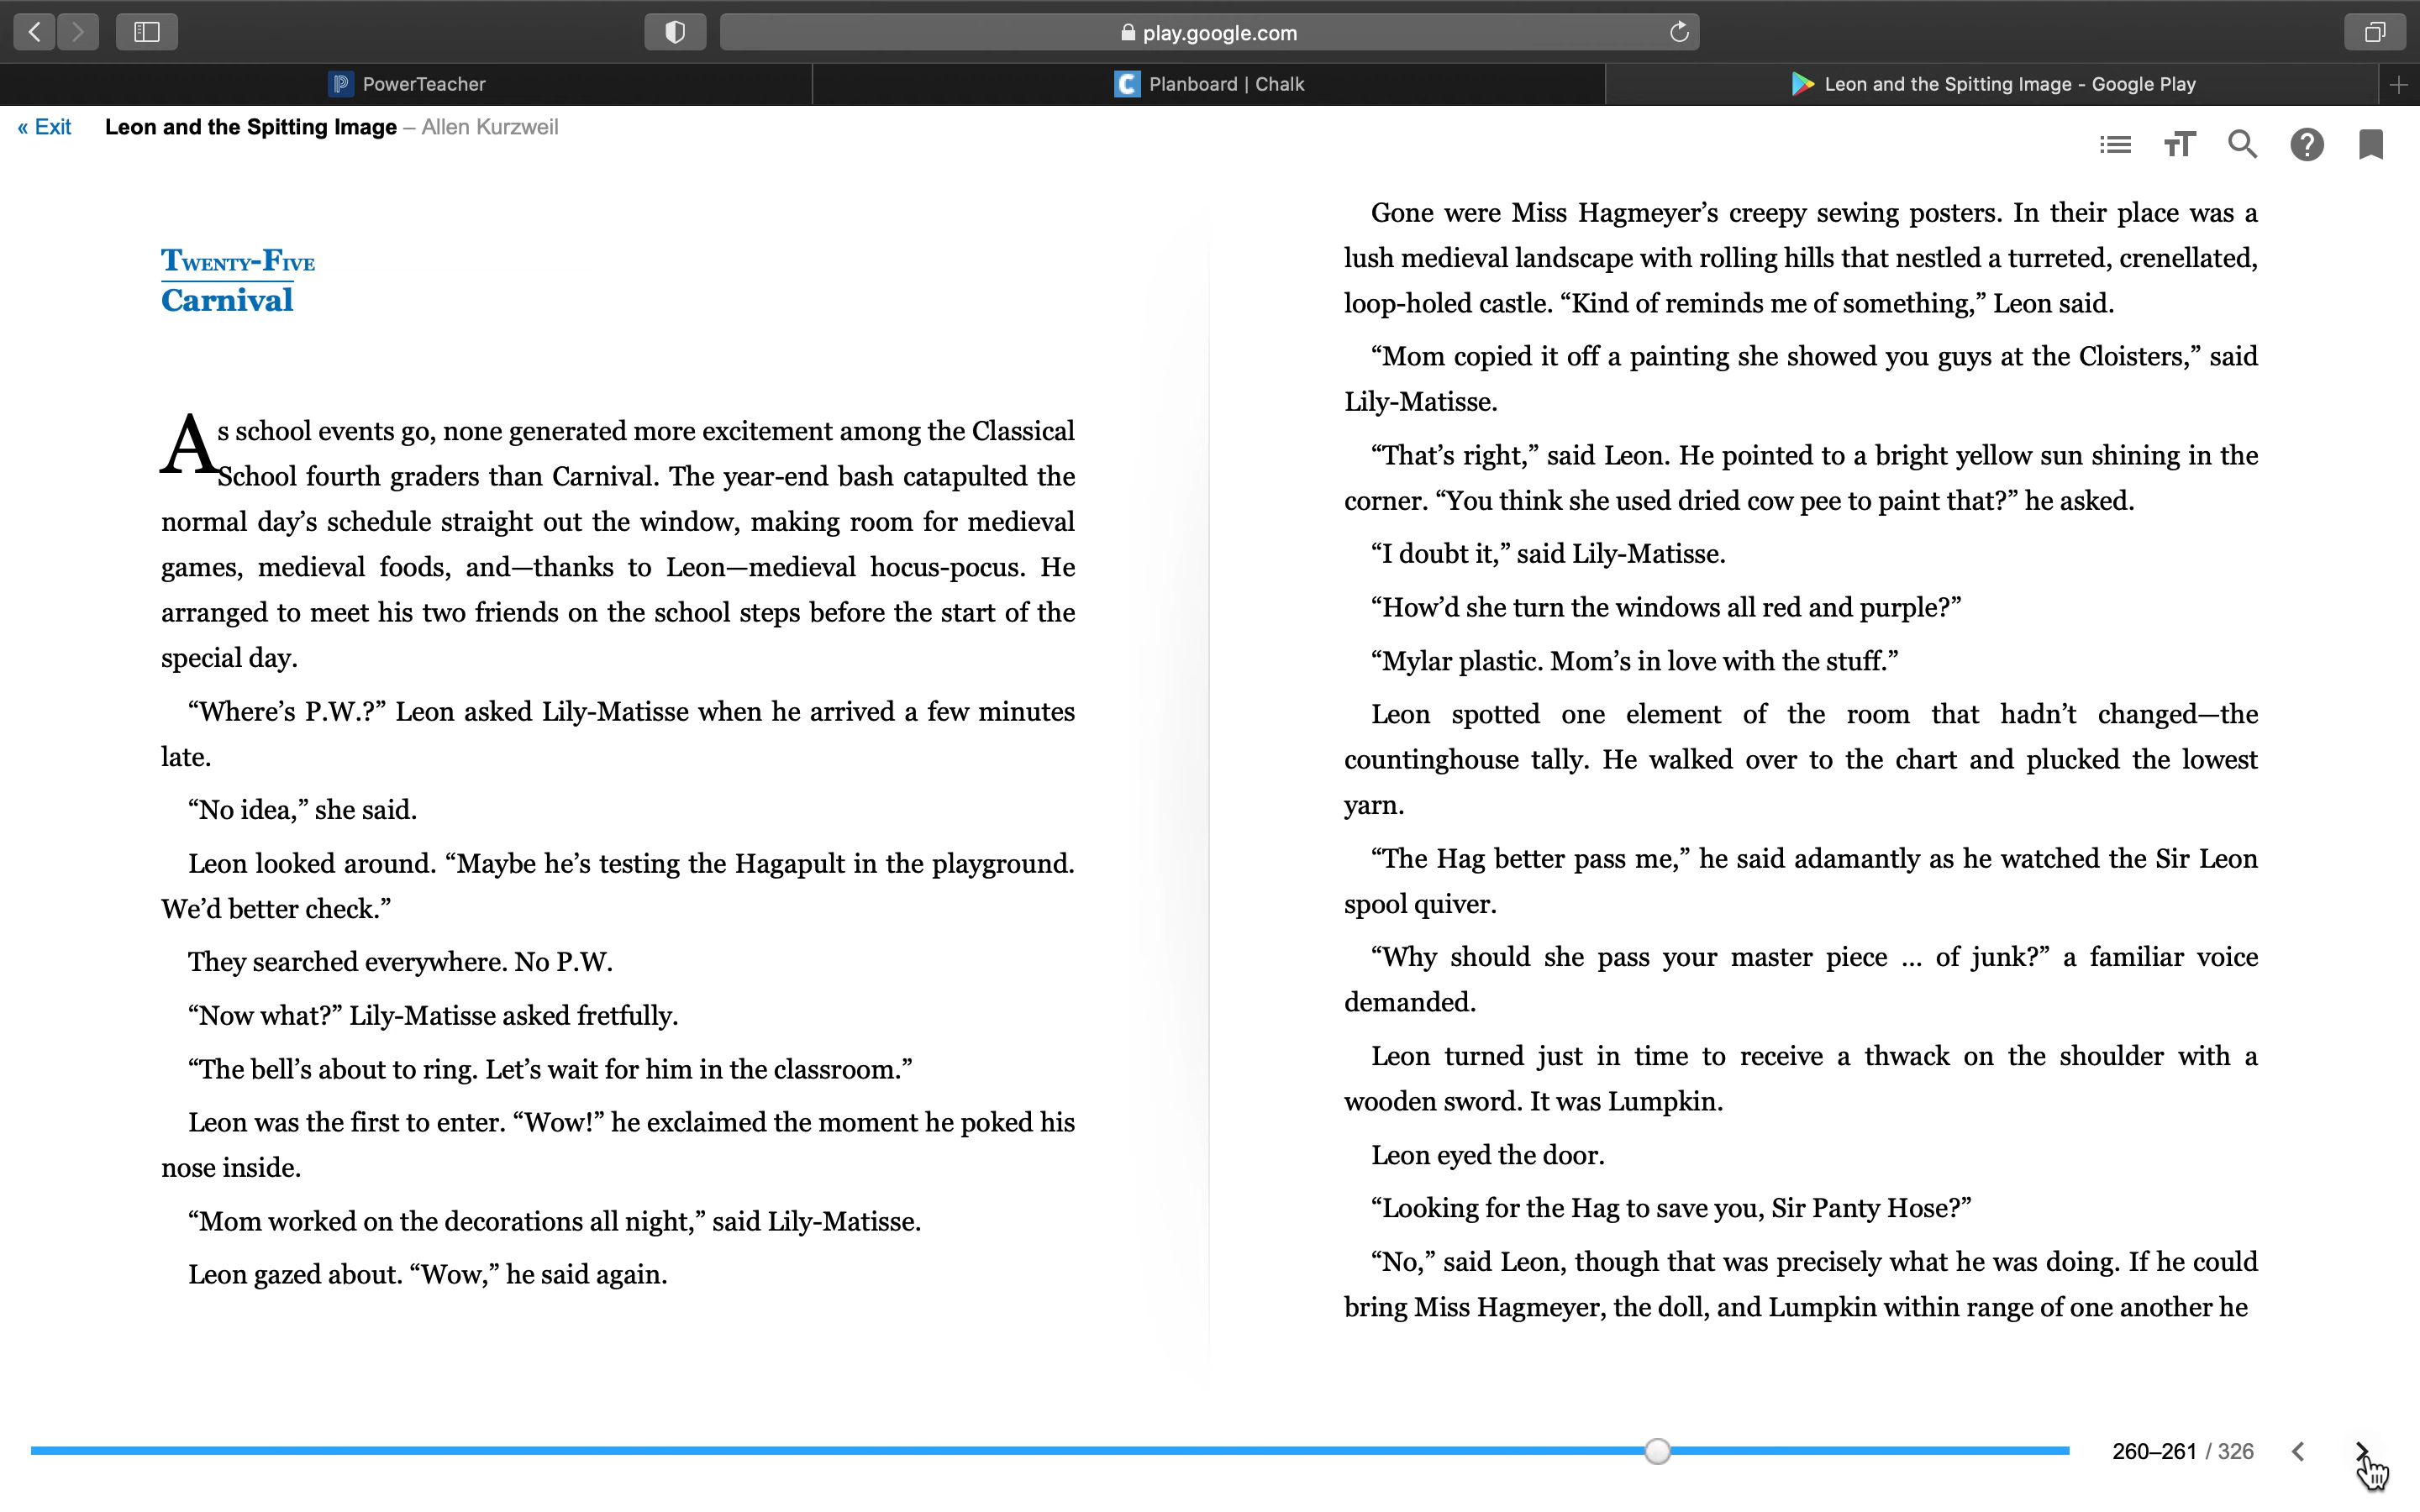 play.google.com
PowerTeacher
Planboard | Chalk
Leon and the Spitting Image - Google Play
« Exit Leon and the Spitting Image – Allen Kurzweil
Twenty-Five
Carnival
As school events go, none generated more excitement among the Classical
School fourth graders than Carnival. The year-end bash catapulted the
normal day’s schedule straight out the window, making room for medieval
games, medieval foods, and—thanks to Leon—medieval hocus-pocus. He
arranged to meet his two friends on the school steps before the start of the
special day.
“Where’s P.W.?” Leon asked Lily-Matisse when he arrived a few minutes
late.
“No idea,” she said.
Leon looked around. “Maybe he’s testing the Hagapult in the playground.
We’d better check.”
They searched everywhere. No P.W.
“Now what?” Lily-Matisse asked fretfully.
“The bell’s about to ring. Let’s wait for him in the classroom.”
Leon was the first to enter. “Wow!” he exclaimed the moment he poked his
nose inside.
“Mom worked on the decorations all night,” said Lily-Matisse.
Leon gazed about. “Wow,” he said again.
Gone were Miss Hagmeyer’s creepy sewing posters. In their place was a
lush medieval landscape with rolling hills that nestled a turreted, crenellated,
loop-holed castle. “Kind of reminds me of something,” Leon said.
“Mom copied it off a painting she showed you guys at the Cloisters,” said
Lily-Matisse.
“That’s right,” said Leon. He pointed to a bright yellow sun shining in the
corner. “You think she used dried cow pee to paint that?” he asked.
“I doubt it,” said Lily-Matisse.
“How’d she turn the windows all red and purple?”
“Mylar plastic. Mom’s in love with the stuff.”
Leon spotted one element of the room that hadn’t changed—the
countinghouse tally. He walked over to the chart and plucked the lowest
yarn.
“The Hag better pass me,” he said adamantly as he watched the Sir Leon
spool quiver.
“Why should she pass your master piece ... of junk?” a familiar voice
demanded.
Leon turned just in time to receive a thwack on the shoulder with a
wooden sword. It was Lumpkin.
Leon eyed the door.
“Looking for the Hag to save you, Sir Panty Hose?”
“No,” said Leon, though that was precisely what he was doing. If he could
bring Miss Hagmeyer, the doll, and Lumpkin within range of one another he
260–261 / 326